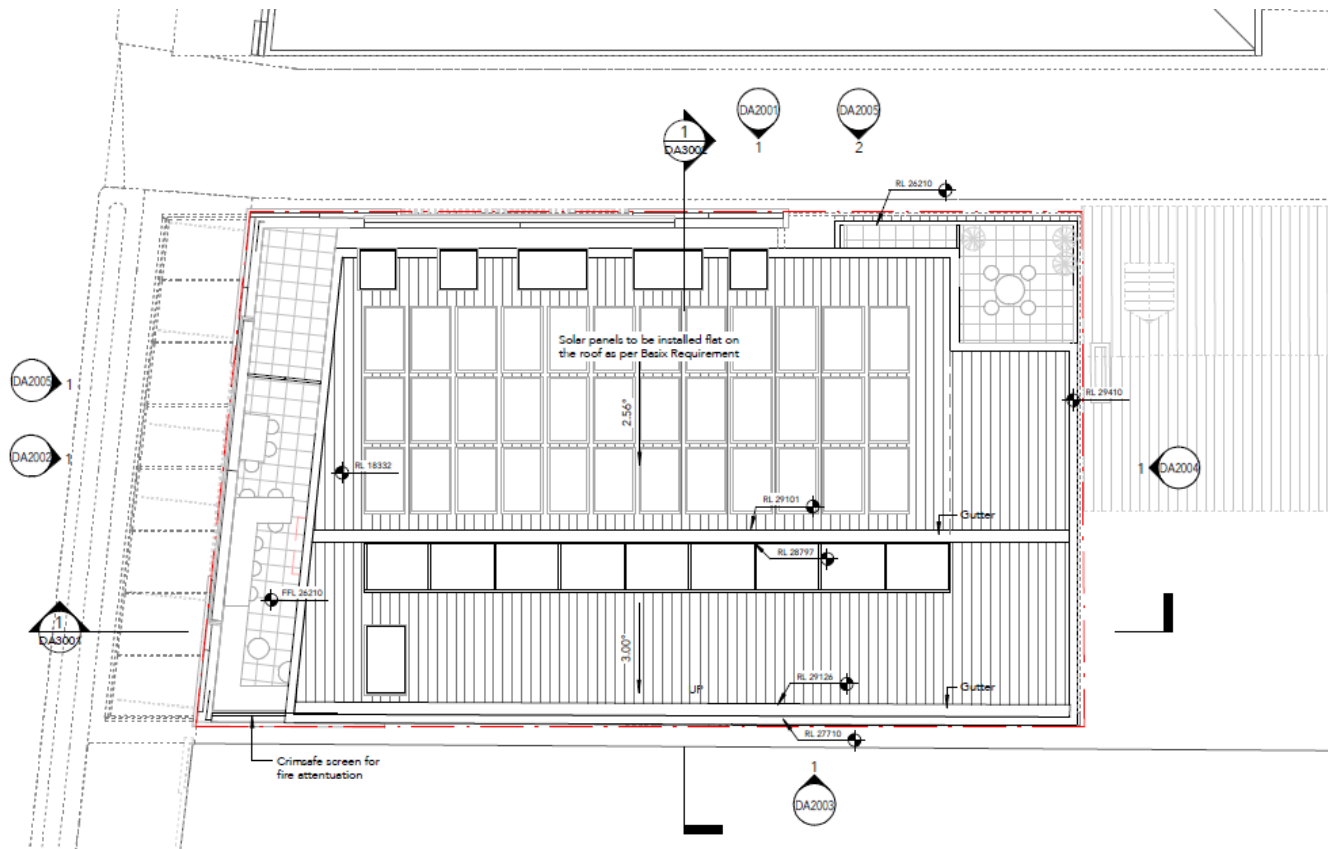 DA2001
1
DA2005
2
1
DA3002
RL 26210
Solar panels to be installed flat on
the roof as per Basix Requirement
2.56°
DA2005
1
DA2002
1
RL 29410
1
DA2004
RL 18332
RL 29101
Gutter
RL 28797
FFL 26210
1
DA3001
3.00°
RL 29126
UP
Gutter
RL 27710
Crimsafe screen for
fire attentuation
1
DA2003